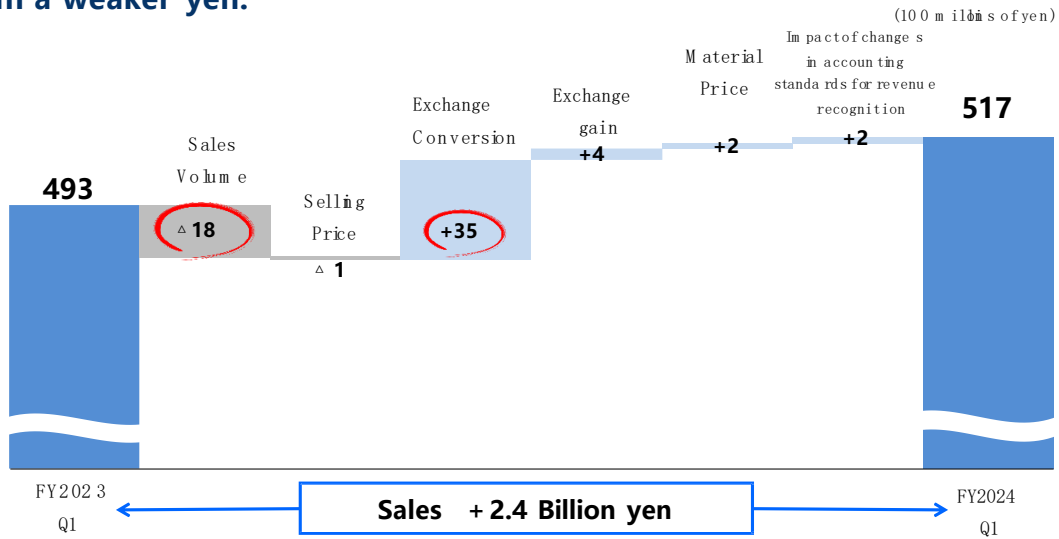 m a weaker yen.
(100 millions of yen)
Impact of changes
in accounting
standards for revenue
recognition
Material
Price
Exchange
gain
Exchange
Conversion
Sales
Volume
Selling
Price
517
493
+4
+2
+2
△ 18
+35
△ 1
FY2023
Q1
Sales +2.4 Billion yen
FY2024
Q1